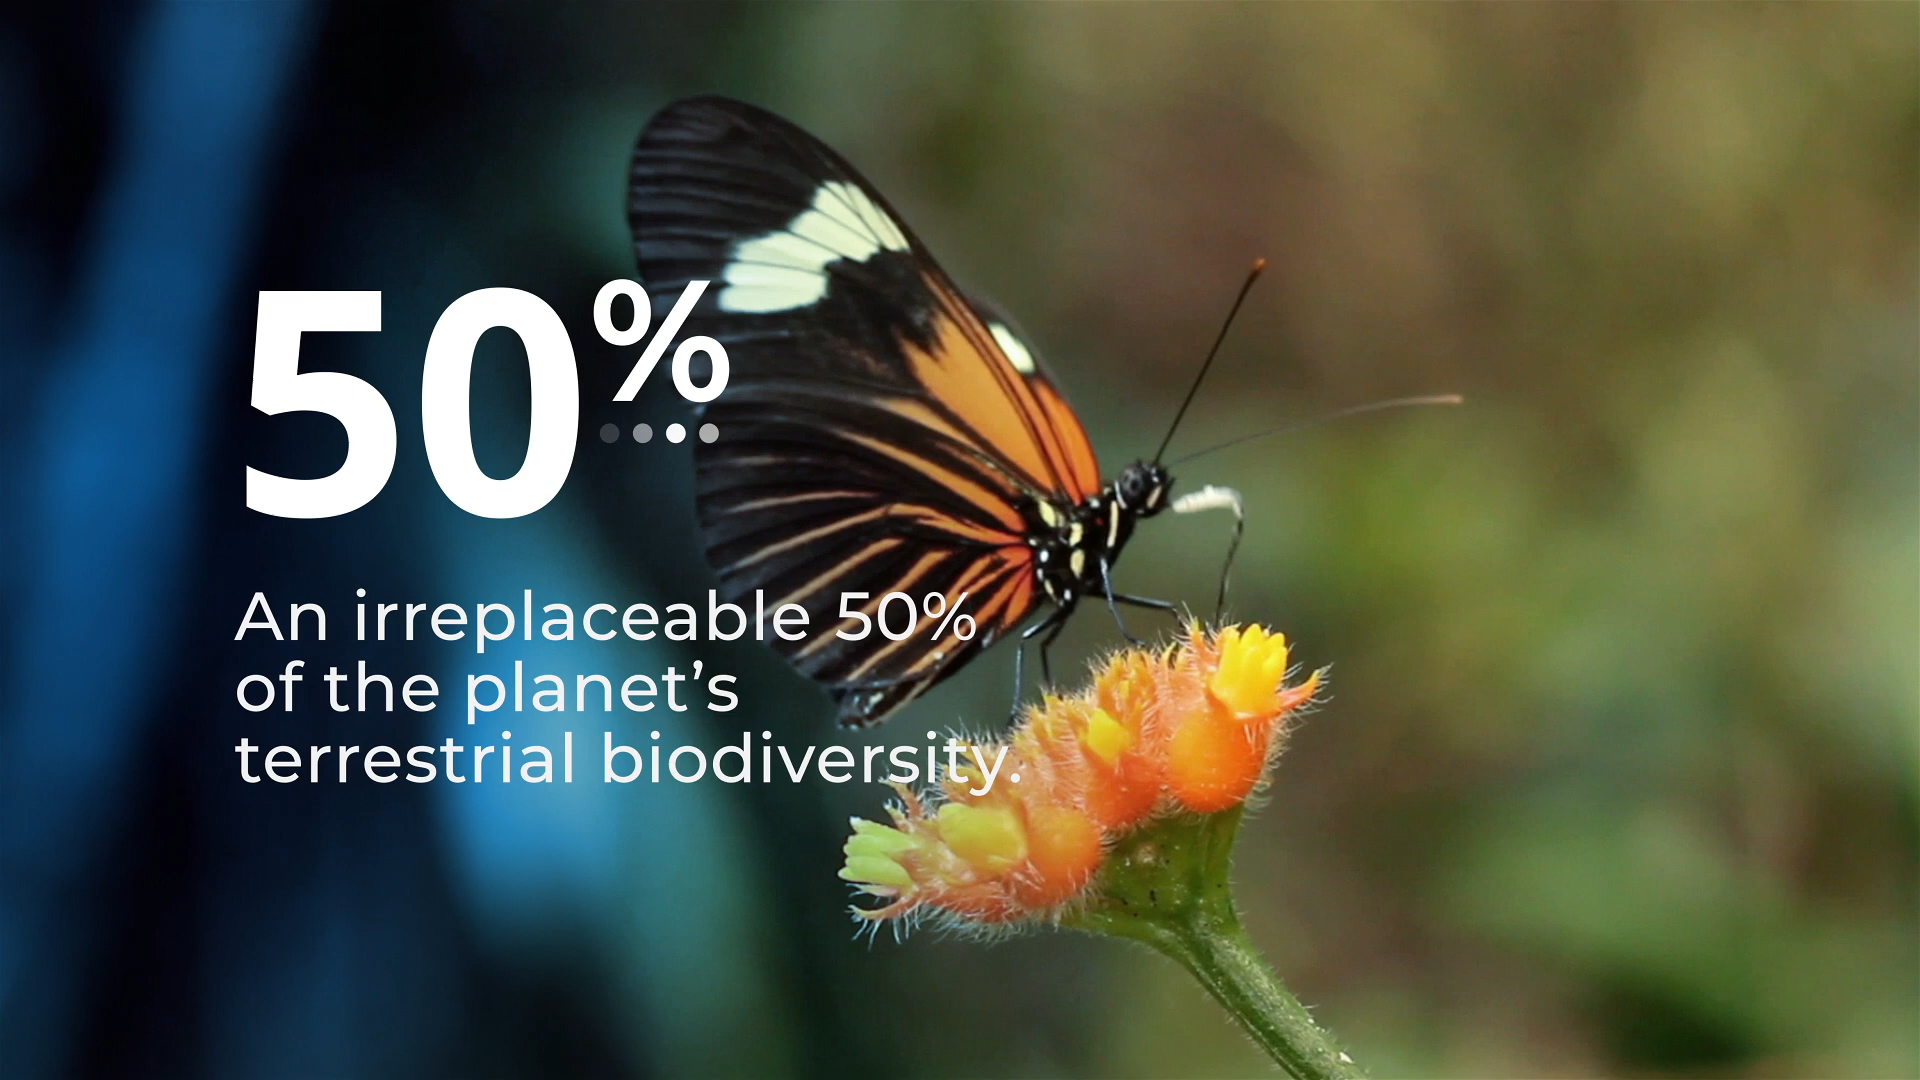 50%
An irreplaceable 50%
of the planet’s
terrestrial biodiversity.